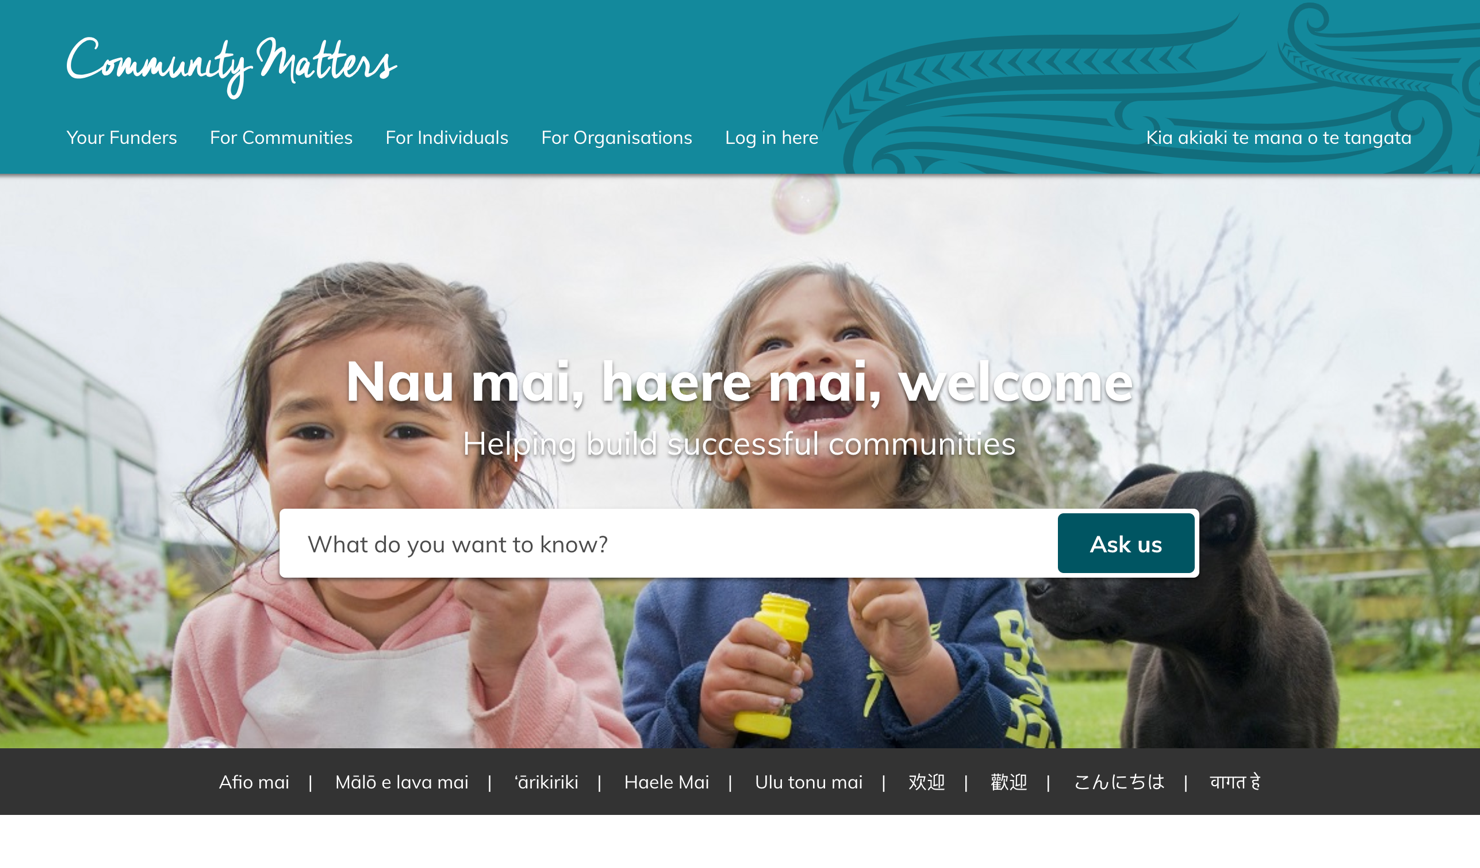 Community Matters
Your Funders For Communities For Individuals For Organisations Log in here Kia akiaki te mana o te tangata
Nau mai, haere mai, welcome
Helping build successful communities
What do you want to know? Ask us
Afio mai | Mālō e lava mai | ‘ārikiriki | Haele Mai | Ulu tonu mai | 欢迎 | 歡迎 | こんにちは | वागत हे